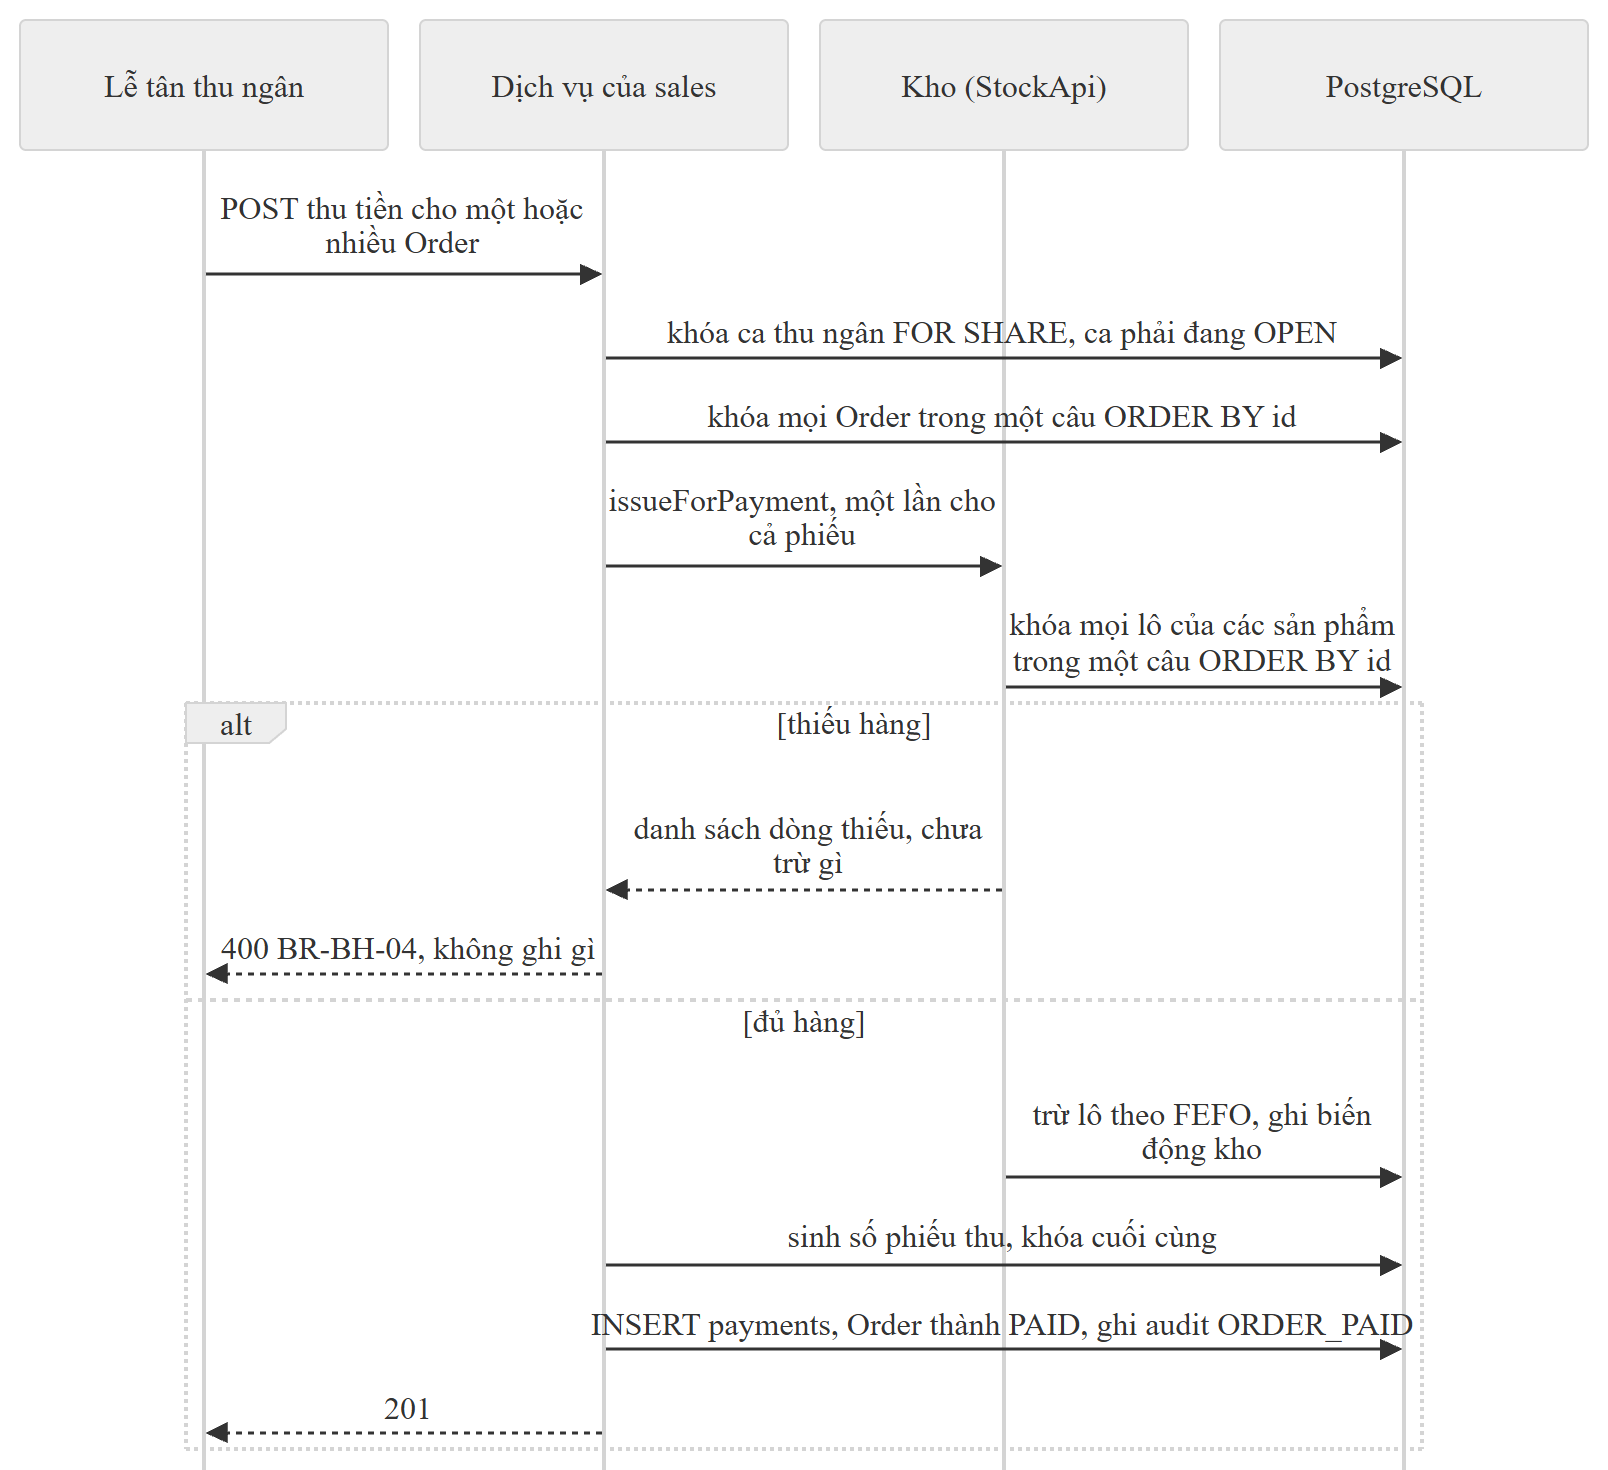 Lễ tân thu ngân
Dịch vụ của sales
Kho (StockApi)
PostgreSQL
POST thu tiền cho một hoặc
nhiều Order
khóa ca thu ngân FOR SHARE, ca phải đang OPEN
khóa mọi Order trong một câu ORDER BY id
issueForPayment, một lần cho
cả phiếu
khóa mọi lô của các sản phẩm
trong một câu ORDER BY id
alt
[thiếu hàng]
danh sách dòng thiếu, chưa
trừ gì
400 BR-BH-04, không ghi gì
[đủ hàng]
trừ lô theo FEFO, ghi biến
động kho
sinh số phiếu thu, khóa cuối cùng
INSERT payments, Order thành PAID, ghi audit ORDER_PAID
201